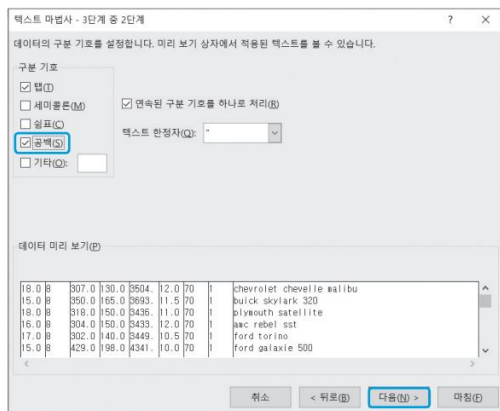 텍스트 마법사 - 3단계 중 2단계 ? ×
데이터의 구분 기호를 설정합니다. 미리 보기 상자에서 적용된 텍스트를 볼 수 있습니다.
구분 기호
탭(T)
세미콜론(M)
쉼표(C)
공백(S)
기타(O):
연속된 구분 기호를 하나로 처리(R)
텍스트 한정자(Q): "
데이터 미리 보기(P)
18.0 8 307.0 130.0 3504. 12.0 70 1 chevrolet chevelle malibu
15.0 8 350.0 165.0 3693. 11.5 70 1 buick skylark 320
18.0 8 318.0 150.0 3436. 11.0 70 1 plymouth satellite
16.0 8 304.0 150.0 3433. 12.0 70 1 amc rebel sst
17.0 8 302.0 140.0 3449. 10.5 70 1 ford torino
15.0 8 429.0 198.0 4341. 10.0 70 1 ford galaxie 500
취소 < 뒤로(B) 다음(N) > 마침(F)